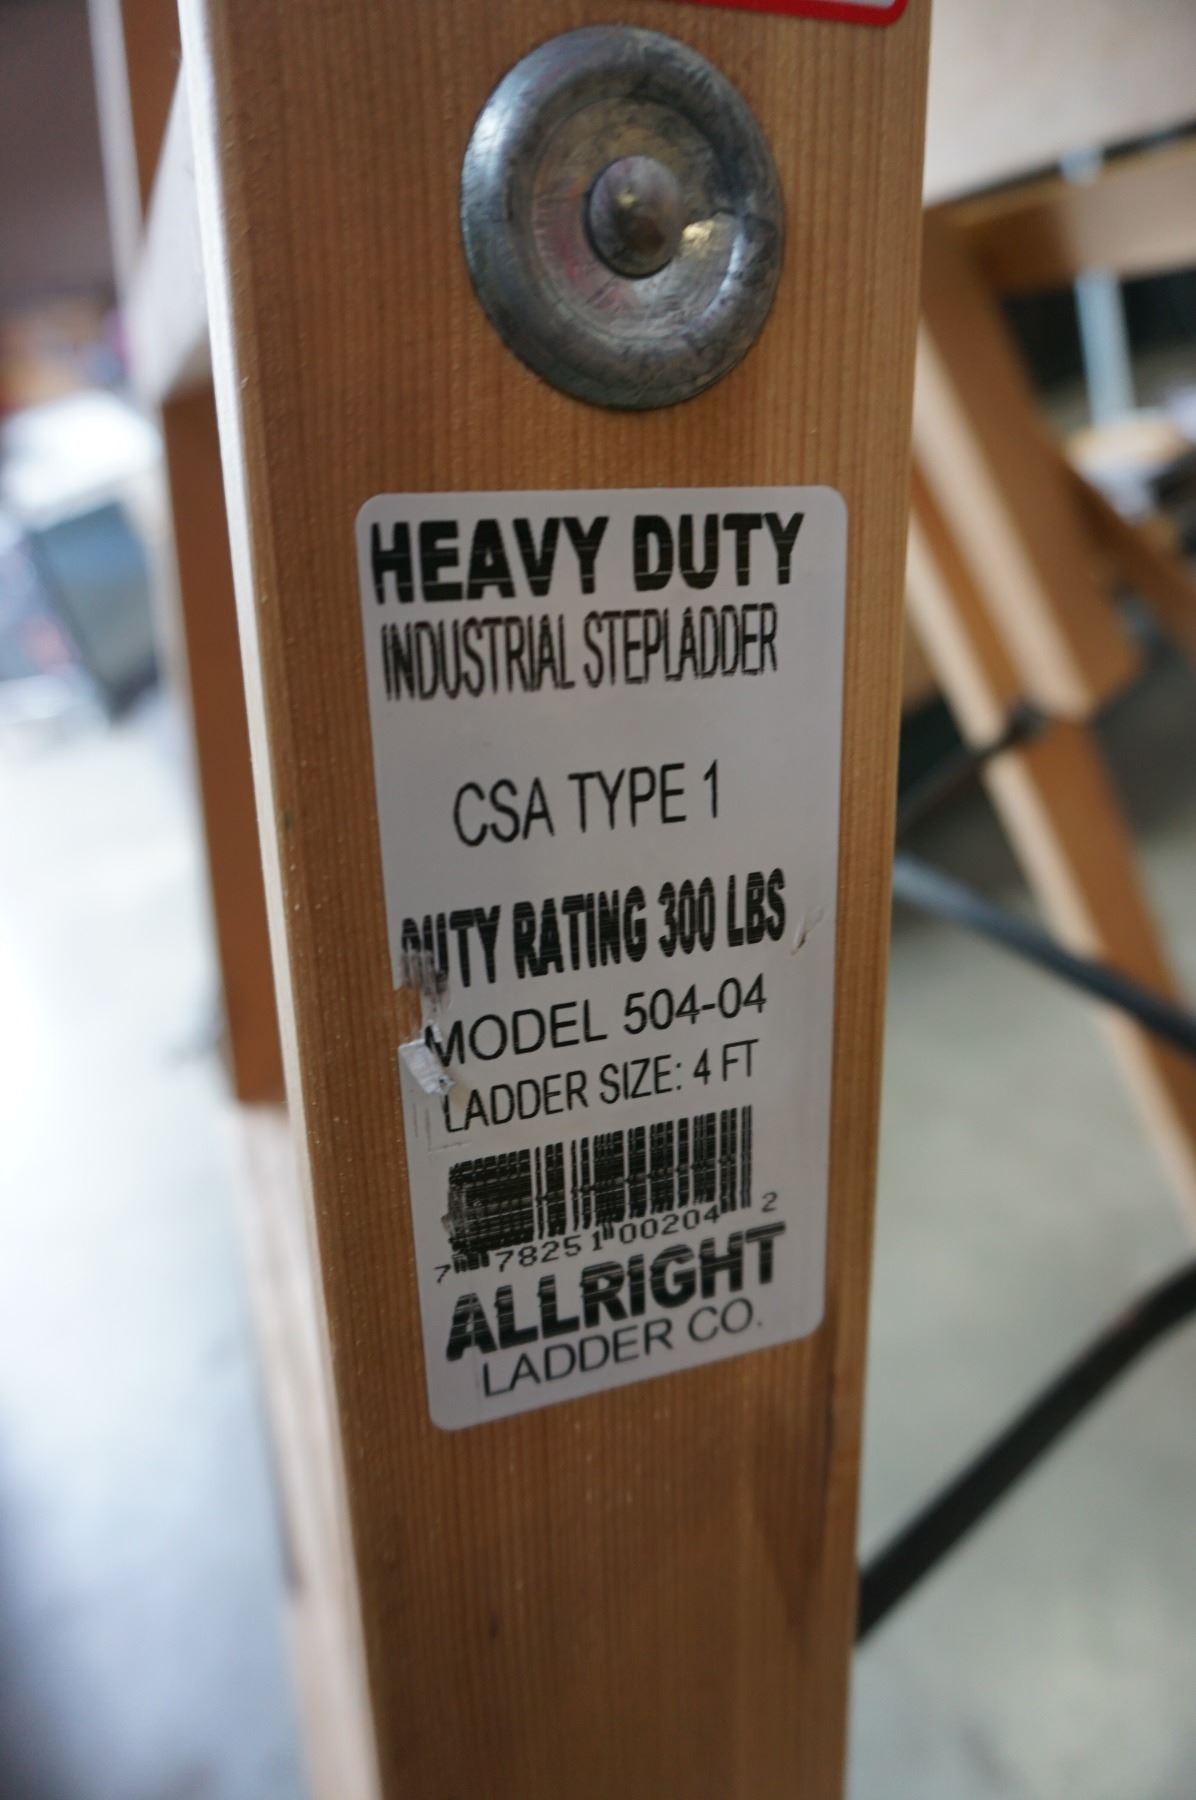 HEAVY DUTY
INDUSTRIAL STEPLADDER
CSA TYPE 1
DUTY RATING 300 LBS
MODEL 504-04
LADDER SIZE: 4 FT
7 78251 00204 2
ALLRIGHT
LADDER CO.